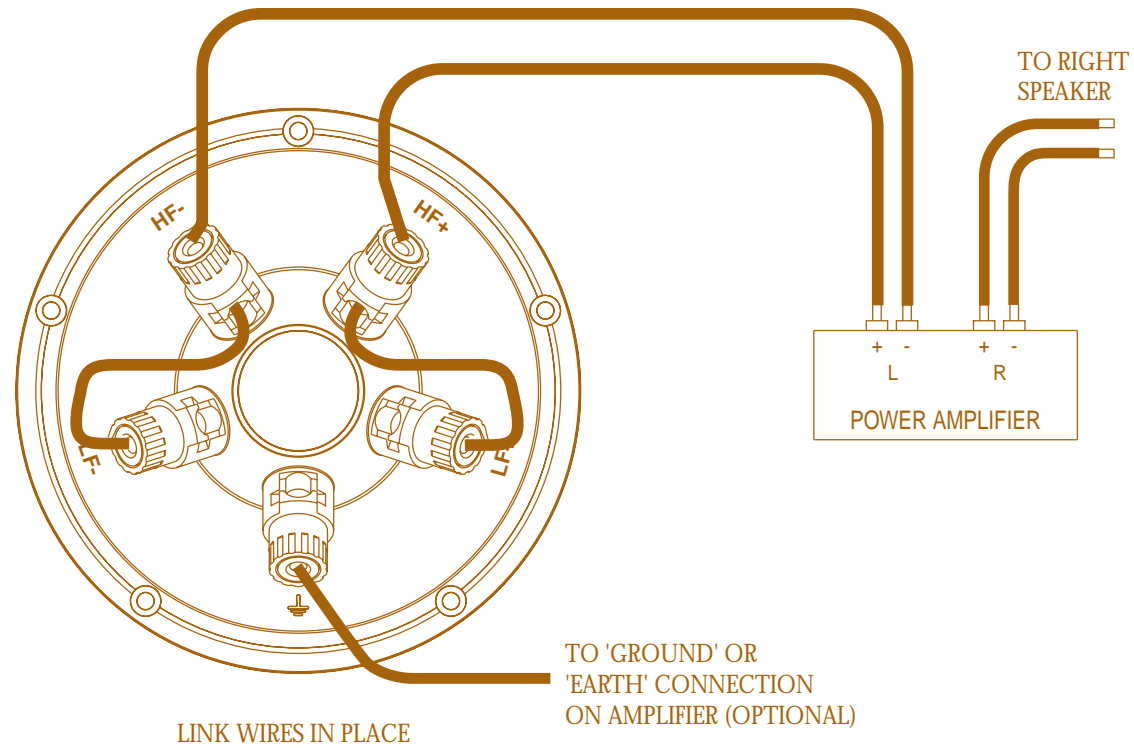 TO RIGHT
SPEAKER
HF-
HF+
+ - + -
L R
POWER AMPLIFIER
LF-
LF
TO 'GROUND' OR
'EARTH' CONNECTION
ON AMPLIFIER (OPTIONAL)
LINK WIRES IN PLACE